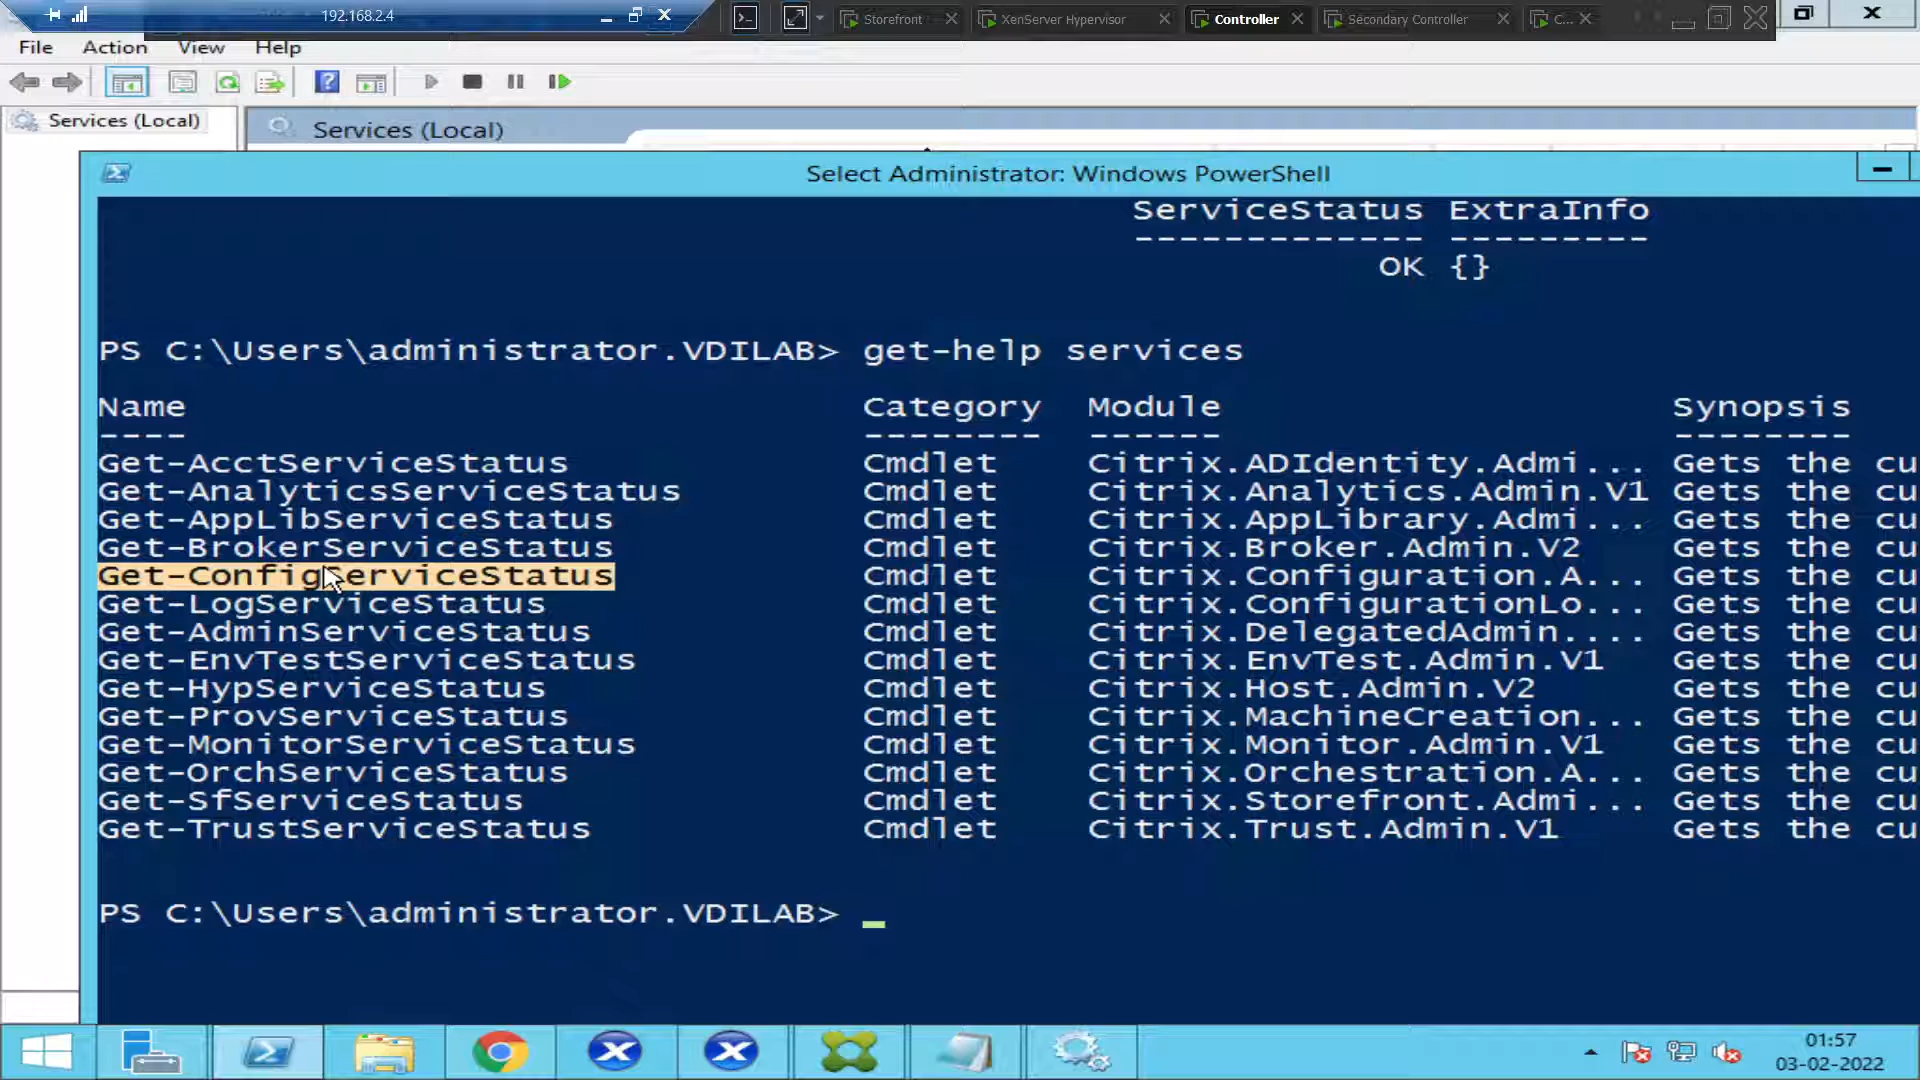 192.168.2.4
Storefront
XenServer Hypervisor
Controller
Secondary Controller
C...
File Action View Help
Services (Local)
Services (Local)
Select Administrator: Windows PowerShell
ServiceStatus ExtraInfo
------------- ---------
OK {}
PS C:\Users\administrator.VDILAB> get-help services
Name Category Module Synopsis
---- -------- ------ --------
Get-AcctServiceStatus Cmdlet Citrix.ADIdentity.Admi... Gets the cu
Get-AnalyticsServiceStatus Cmdlet Citrix.Analytics.Admin.V1 Gets the cu
Get-AppLibServiceStatus Cmdlet Citrix.AppLibrary.Admi... Gets the cu
Get-BrokerServiceStatus Cmdlet Citrix.Broker.Admin.V2 Gets the cu
Get-ConfigServiceStatus Cmdlet Citrix.Configuration.A... Gets the cu
Get-LogServiceStatus Cmdlet Citrix.ConfigurationLo... Gets the cu
Get-AdminServiceStatus Cmdlet Citrix.DelegatedAdmin.... Gets the cu
Get-EnvTestServiceStatus Cmdlet Citrix.EnvTest.Admin.V1 Gets the cu
Get-HypServiceStatus Cmdlet Citrix.Host.Admin.V2 Gets the cu
Get-ProvServiceStatus Cmdlet Citrix.MachineCreation... Gets the cu
Get-MonitorServiceStatus Cmdlet Citrix.Monitor.Admin.V1 Gets the cu
Get-OrchServiceStatus Cmdlet Citrix.Orchestration.A... Gets the cu
Get-SfServiceStatus Cmdlet Citrix.Storefront.Admi... Gets the cu
Get-TrustServiceStatus Cmdlet Citrix.Trust.Admin.V1 Gets the cu
PS C:\Users\administrator.VDILAB> _
01:57
03-02-2022